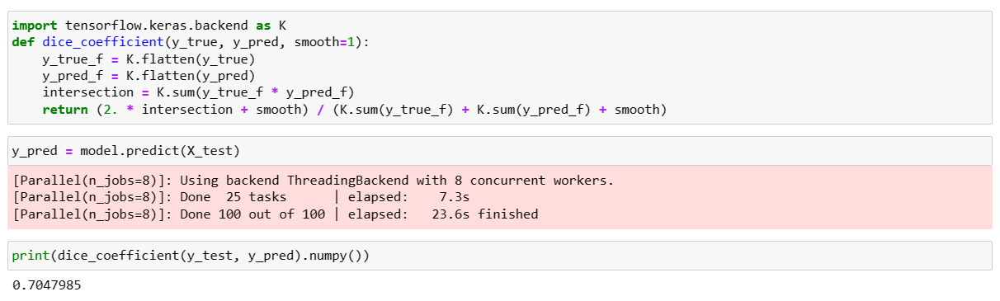 import tensorflow.keras.backend as K
def dice_coefficient(y_true, y_pred, smooth=1):
    y_true_f = K.flatten(y_true)
    y_pred_f = K.flatten(y_pred)
    intersection = K.sum(y_true_f * y_pred_f)
    return (2. * intersection + smooth) / (K.sum(y_true_f) + K.sum(y_pred_f) + smooth)
y_pred = model.predict(X_test)
[Parallel(n_jobs=8)]: Using backend ThreadingBackend with 8 concurrent workers.
[Parallel(n_jobs=8)]: Done  25 tasks      | elapsed:    7.3s
[Parallel(n_jobs=8)]: Done 100 out of 100 | elapsed:   23.6s finished
print(dice_coefficient(y_test, y_pred).numpy())
0.7047985